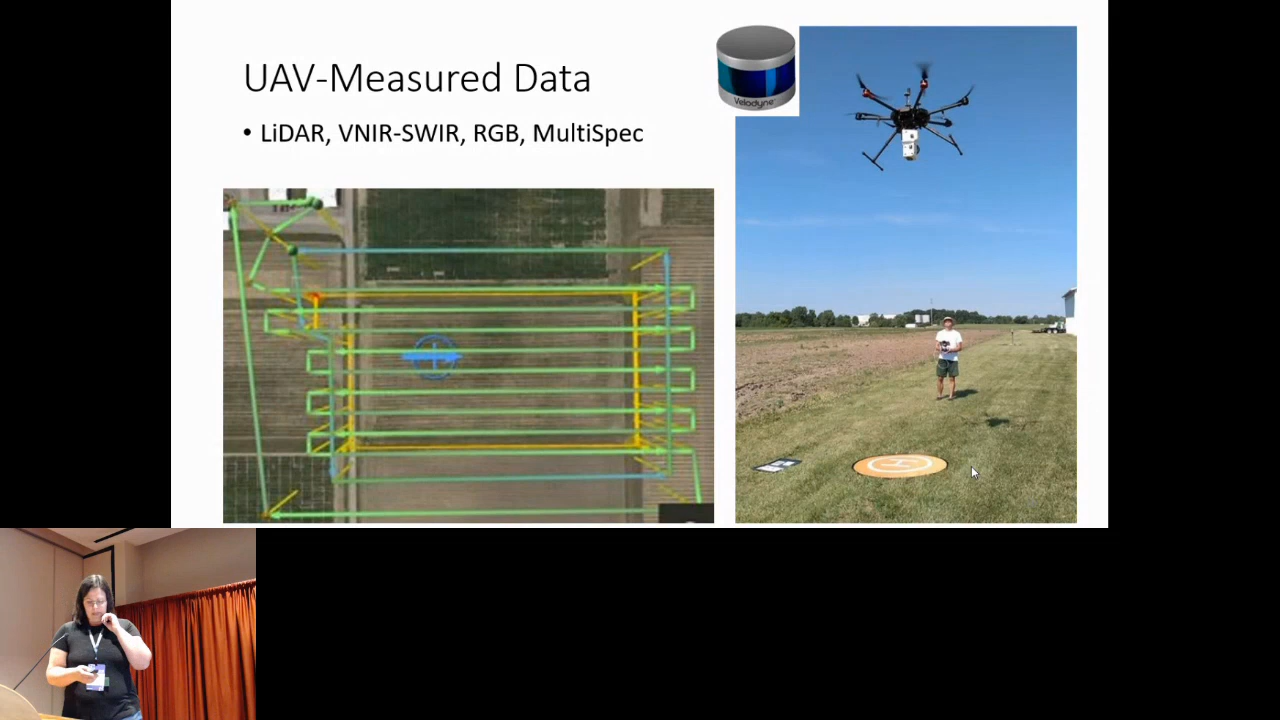 UAV-Measured Data
Velodyne
• LiDAR, VNIR-SWIR, RGB, MultiSpec
H